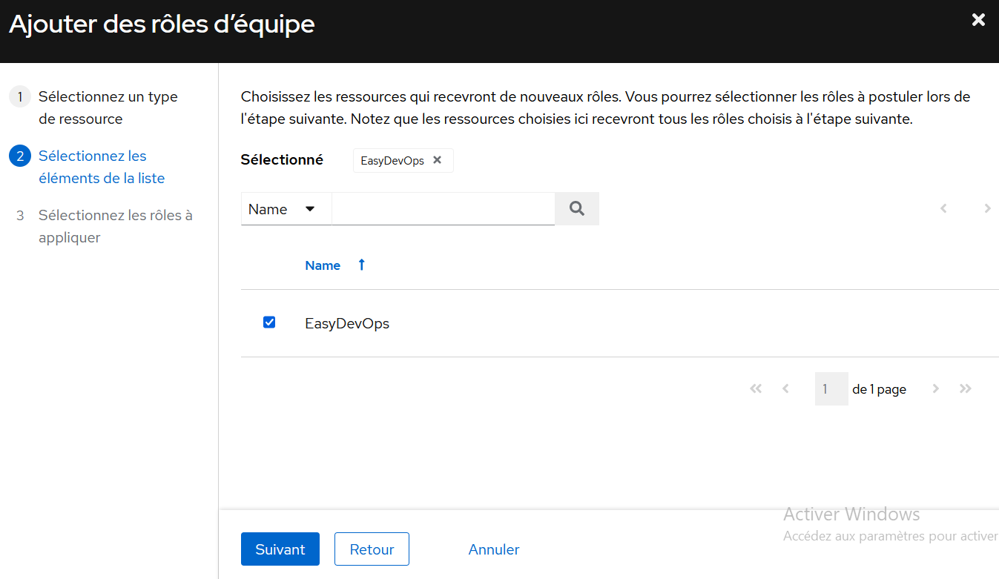 Ajouter des rôles d’équipe
1 Sélectionnez un type
de ressource
2 Sélectionnez les
éléments de la liste
3 Sélectionnez les rôles à
appliquer
Choisissez les ressources qui recevront de nouveaux rôles. Vous pourrez sélectionner les rôles à postuler lors de
l'étape suivante. Notez que les ressources choisies ici recevront tous les rôles choisis à l'étape suivante.
Sélectionné EasyDevOps
Name
Name
EasyDevOps
1 de 1 page
Activer Windows
Accédez aux paramètres pour activer
Suivant Retour Annuler